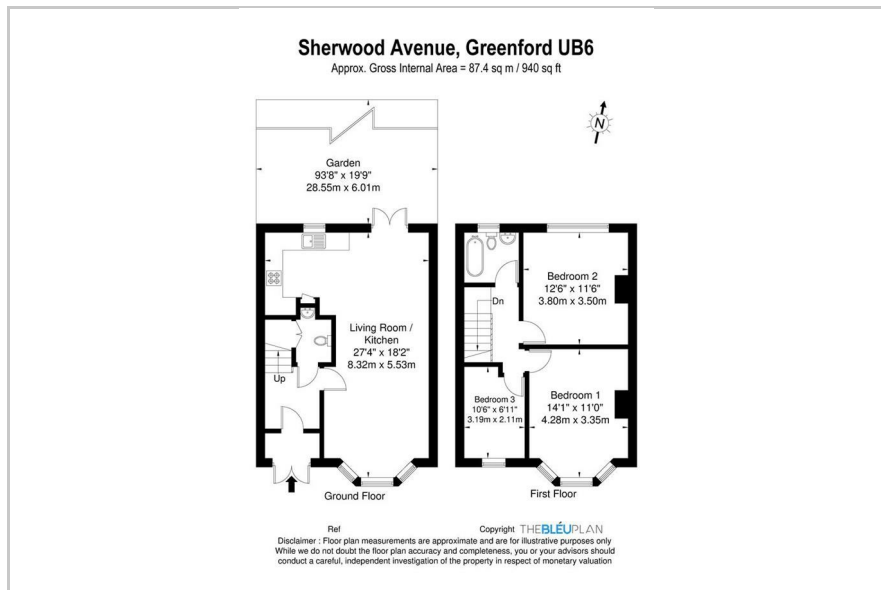 Sherwood Avenue, Greenford UB6
Approx. Gross Internal Area = 87.4 sq m / 940 sq ft
N
Garden
93'8" x 19'9"
28.55m x 6.01m
Living Room /
Kitchen
27'4" x 18'2"
8.32m x 5.53m
Up
Ground Floor
Bedroom 2
12'6" x 11'6"
3.80m x 3.50m
Dn
Bedroom 3
10'6" x 6'11"
3.19m x 2.11m
Bedroom 1
14'1" x 11'0"
4.28m x 3.35m
First Floor
Ref
Copyright THEBLÉUPLAN
Disclaimer : Floor plan measurements are approximate and are for illustrative purposes only
While we do not doubt the floor plan accuracy and completeness, you or your advisors should
conduct a careful, independent investigation of the property in respect of monetary valuation